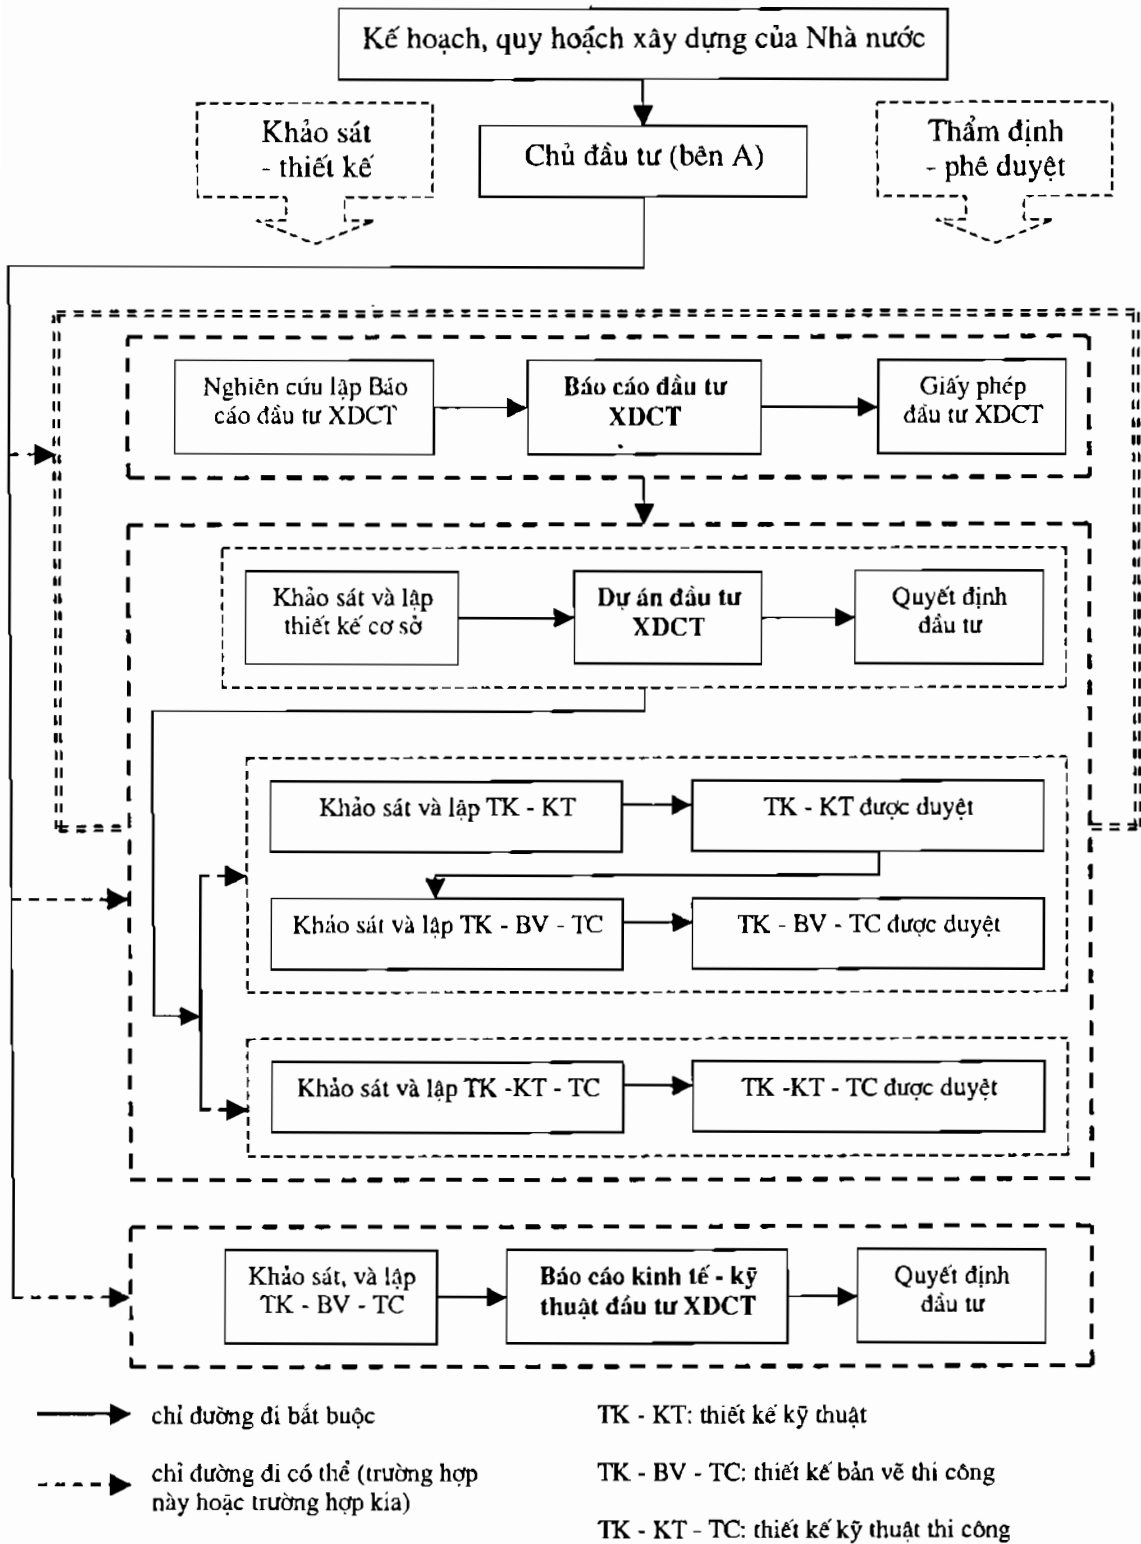 Kế hoạch, quy hoạch xây dựng của Nhà nước
Khảo sát
- thiết kế
Chủ đầu tư (bên A)
Thẩm định
- phê duyệt
Nghiên cứu lập Báo
cáo đầu tư XDCT
Báo cáo đầu tư
XDCT
Giấy phép
đầu tư XDCT
Khảo sát và lập
thiết kế cơ sở
Dự án đầu tư
XDCT
Quyết định
đầu tư
Khảo sát và lập TK - KT
TK - KT được duyệt
Khảo sát và lập TK - BV - TC
TK - BV - TC được duyệt
Khảo sát và lập TK -KT - TC
TK -KT - TC được duyệt
Khảo sát, và lập
TK - BV - TC
Báo cáo kinh tế - kỹ
thuật đầu tư XDCT
Quyết định
đầu tư
chỉ đường đi bắt buộc
chỉ đường đi có thể (trường hợp
này hoặc trường hợp kia)
TK - KT: thiết kế kỹ thuật
TK - BV - TC: thiết kế bản vẽ thi công
TK - KT - TC: thiết kế kỹ thuật thi công